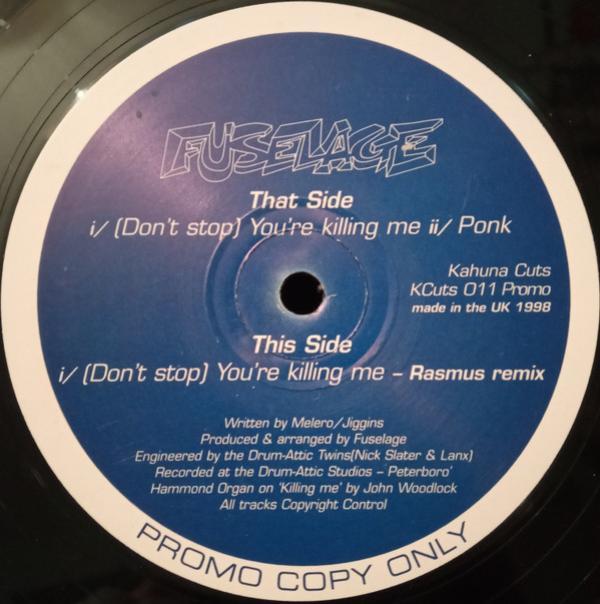 FUSELAGE
That Side
i/ (Don't stop) You're killing me ii/ Ponk
Kahuna Cuts
KCuts 011 Promo
made in the UK 1998
This Side
i/ (Don't stop) You're killing me – Rasmus remix
Written by Melero/Jiggins
Produced & arranged by Fuselage
Engineered by the Drum-Attic Twins(Nick Slater & Lanx)
Recorded at the Drum-Attic Studios – Peterboro'
Hammond Organ on 'Killing me' by John Woodlock
All tracks Copyright Control
PROMO COPY ONLY